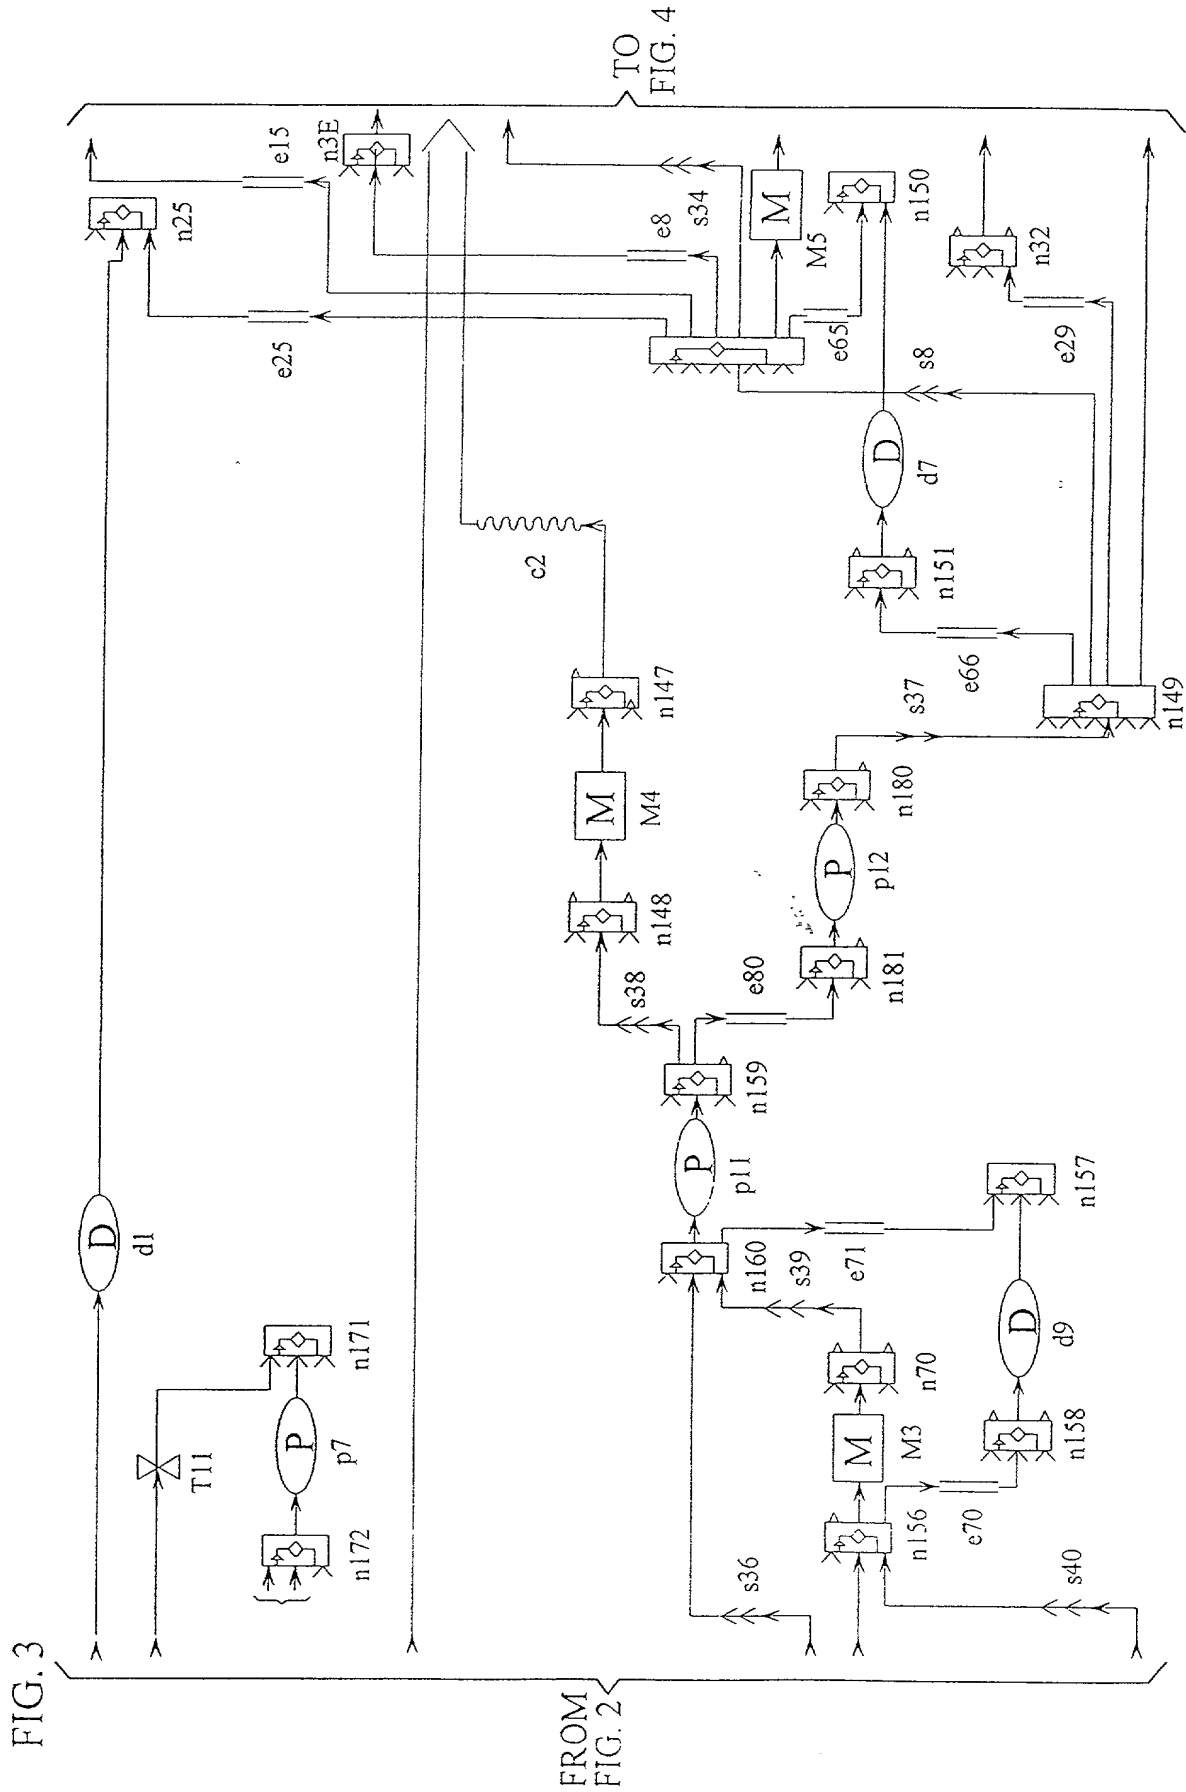 FIG. 3
FROM
FIG. 2
TO
FIG. 4
D
d1
T11
P
p7
n172
n171
n25
e15
e25
n3E
e8
s34
M
M5
n150
e65
s8
n32
e29
D
d7
n151
e66
n149
s37
c2
n147
M
M4
n148
s38
n180
P
p12
n181
e80
n159
P
p11
n160
s39
e71
n157
D
d9
n158
e70
n70
M
M3
n156
s36
s40